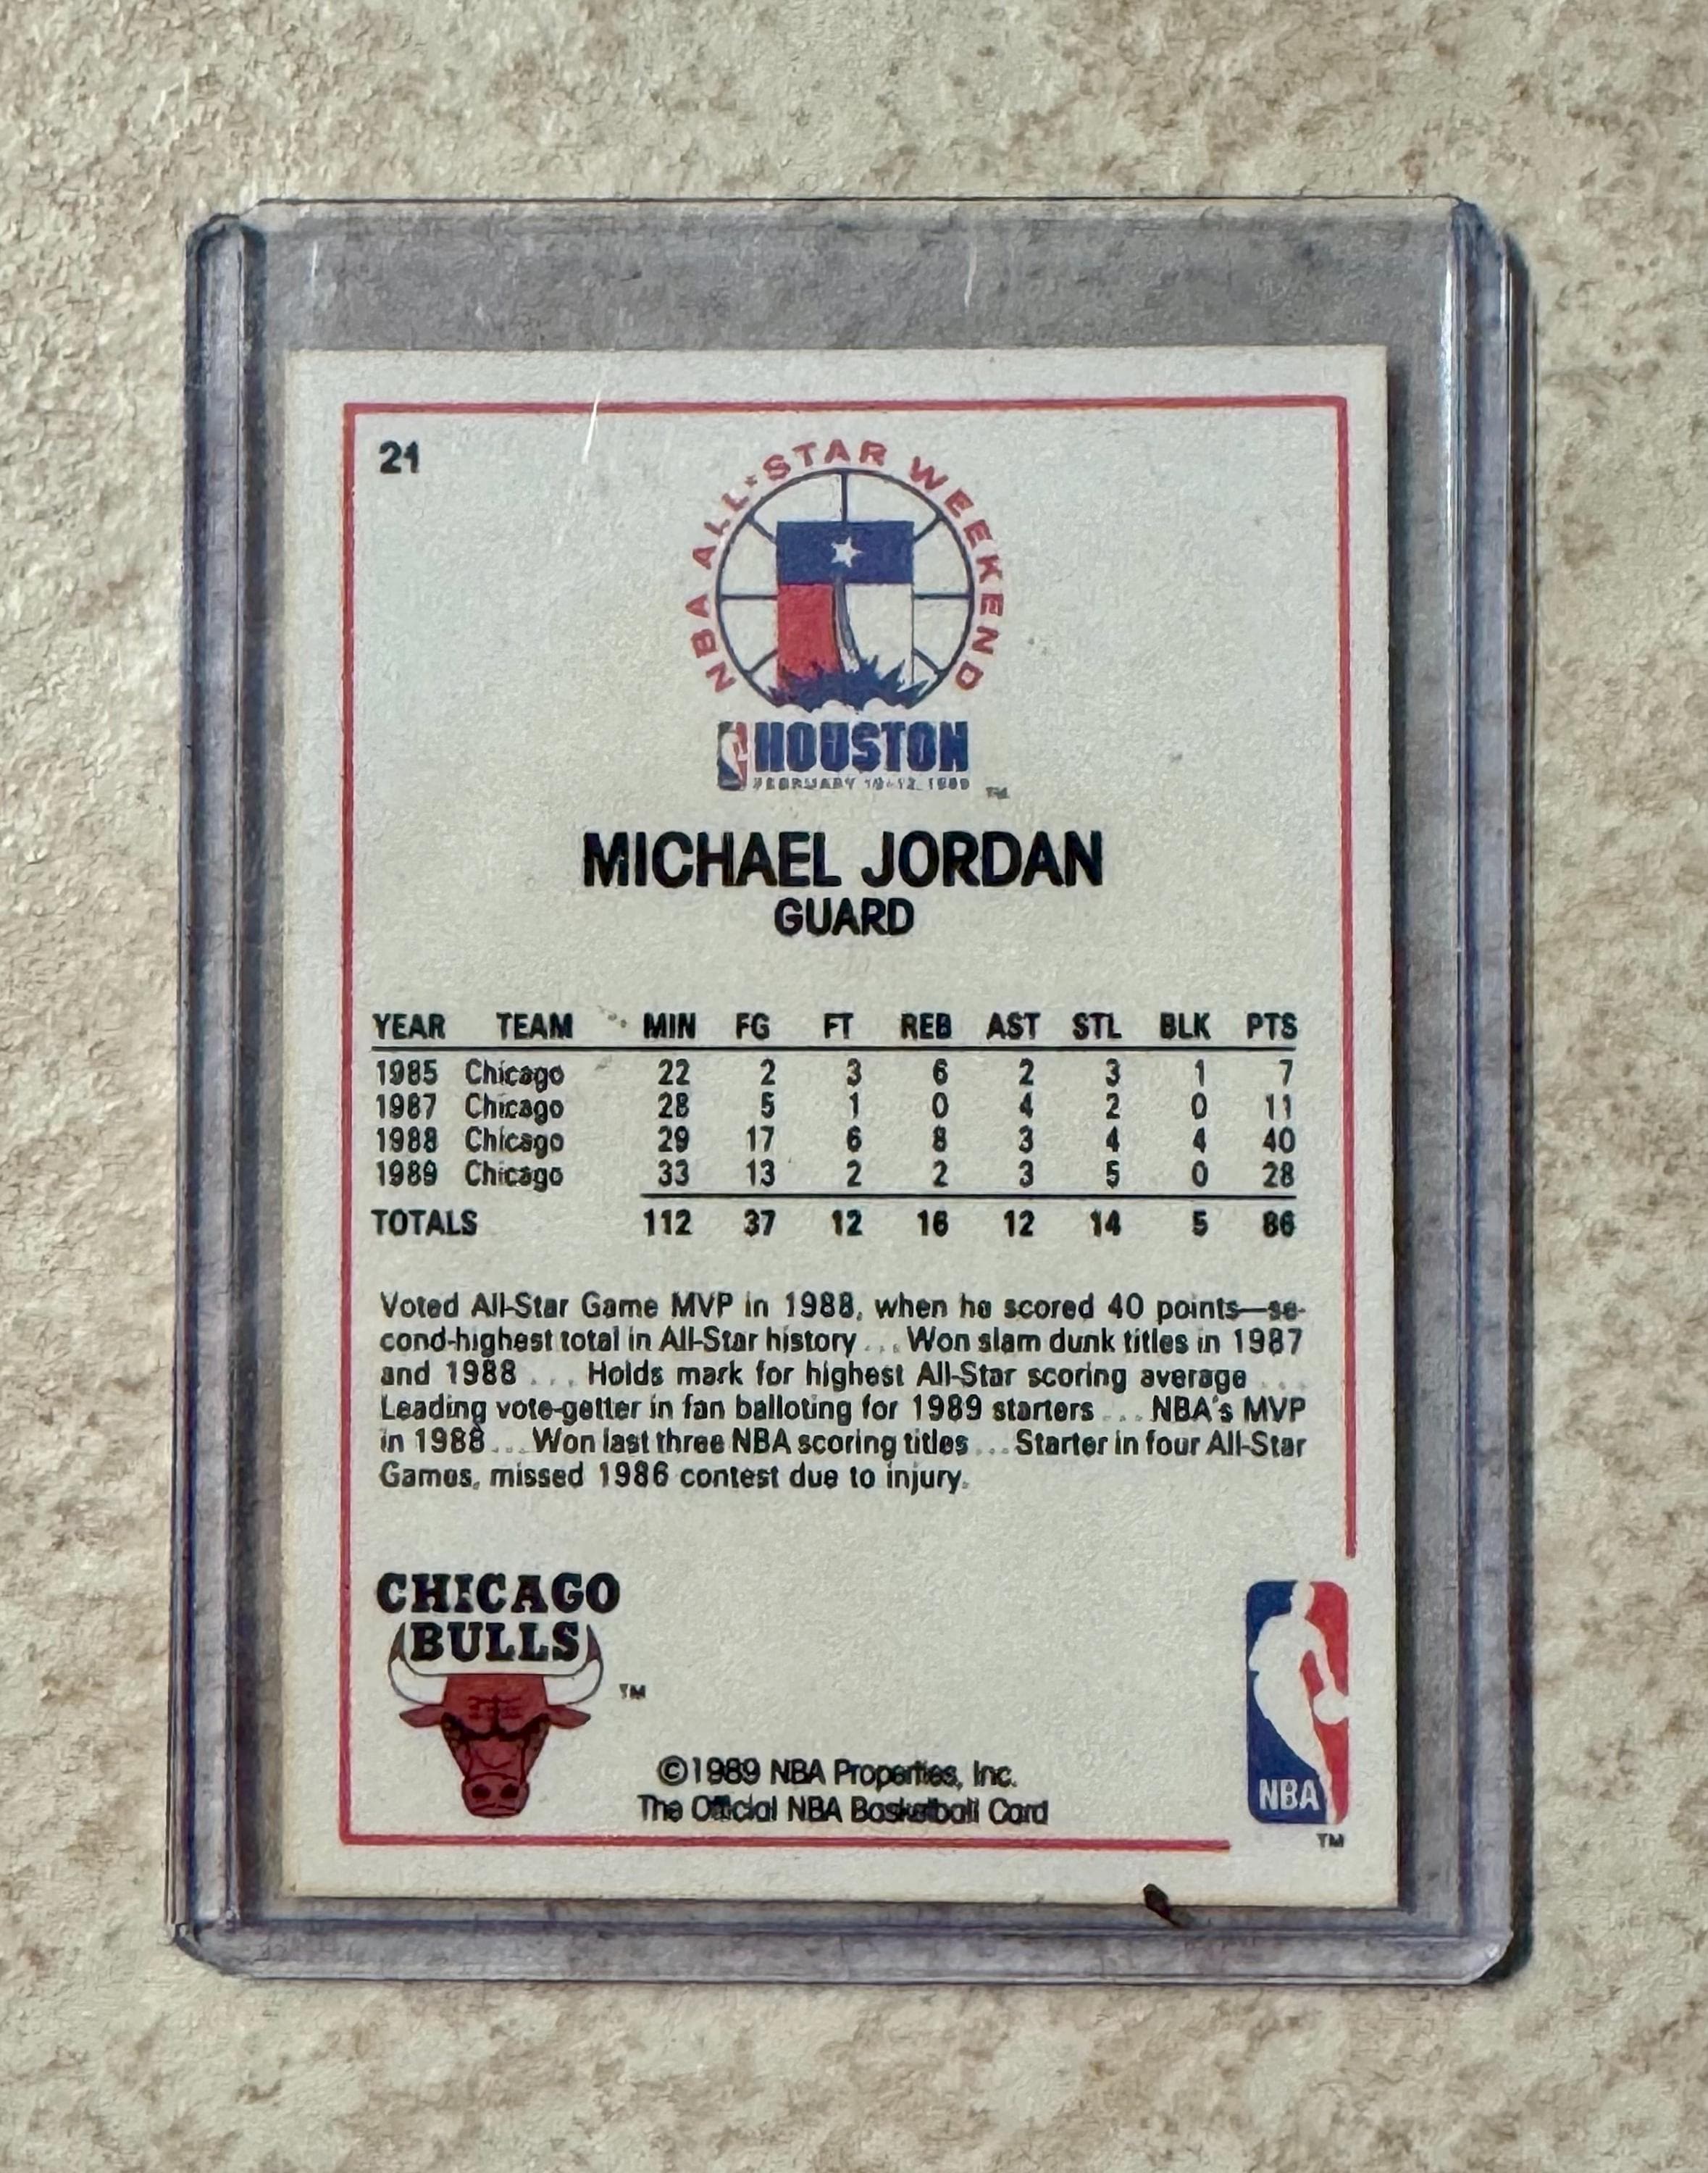 21
NBA ALL★STAR WEEKEND
HOUSTON
FEBRUARY 10-12, 1989 TM
MICHAEL JORDAN
GUARD
YEAR TEAM MIN FG FT REB AST STL BLK PTS
1985 Chicago 22 2 3 6 2 3 1 7
1987 Chicago 28 5 1 0 4 2 0 11
1988 Chicago 29 17 6 8 3 4 4 40
1989 Chicago 33 13 2 2 3 5 0 28
TOTALS 112 37 12 16 12 14 5 86
Voted All-Star Game MVP in 1988, when he scored 40 points—se-
cond-highest total in All-Star history . . . Won slam dunk titles in 1987
and 1988 . . . Holds mark for highest All-Star scoring average . . .
Leading vote-getter in fan balloting for 1989 starters . . . NBA's MVP
in 1988 . . . Won last three NBA scoring titles . . . Starter in four All-Star
Games, missed 1986 contest due to injury.
CHICAGO
BULLS
TM
©1989 NBA Properties, Inc.
The Official NBA Basketball Card
NBA
TM